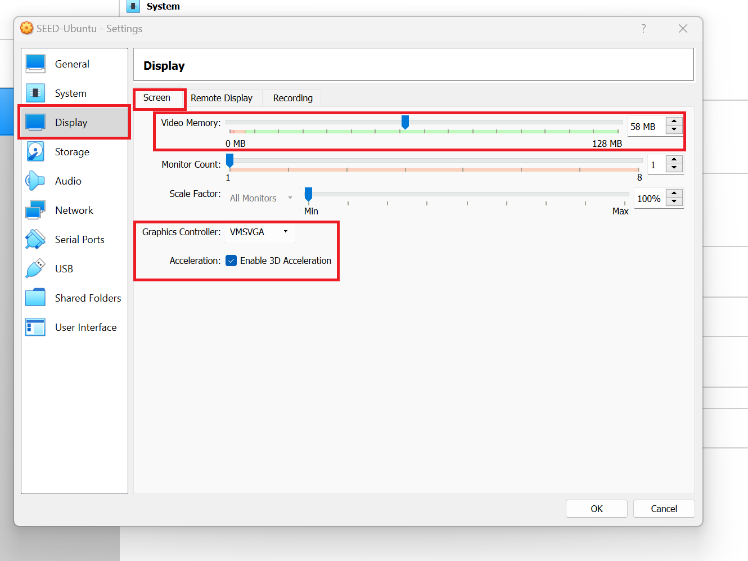 System
SEED-Ubuntu - Settings
?
General
System
Display
Storage
Audio
Network
Serial Ports
USB
Shared Folders
User Interface
Display
Screen
Remote Display
Recording
Video Memory:
58 MB
0 MB
128 MB
Monitor Count:
1
1
8
Scale Factor:
All Monitors
100%
Min
Max
Graphics Controller:
VMSVGA
Acceleration:
Enable 3D Acceleration
OK
Cancel